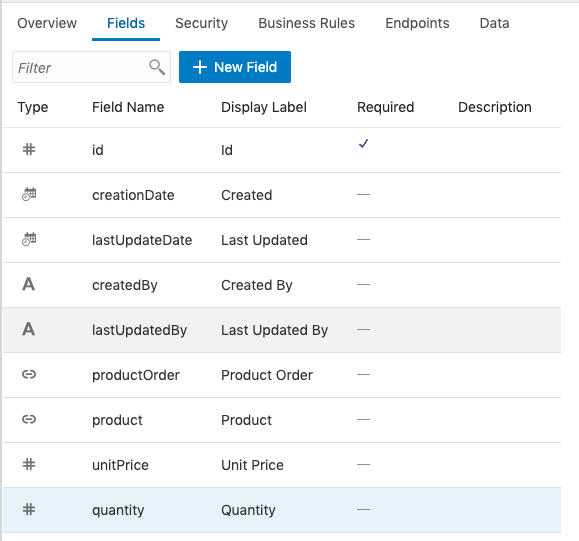 Overview Fields Security Business Rules Endpoints Data
Filter + New Field
Type Field Name Display Label Required Description
# id Id ✓
creationDate Created —
lastUpdateDate Last Updated —
A createdBy Created By —
A lastUpdatedBy Last Updated By —
productOrder Product Order —
product Product —
# unitPrice Unit Price —
# quantity Quantity —